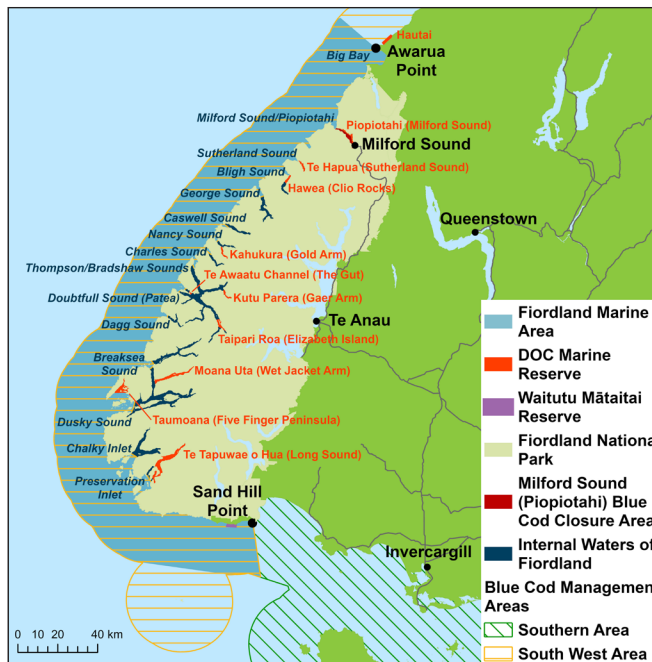 Hautai
Big Bay
Awarua
Point
Milford Sound/Piopiotahi
Piopiotahi (Milford Sound)
Milford Sound
Sutherland Sound
Te Hapua (Sutherland Sound)
Bligh Sound
Hawea (Clio Rocks)
George Sound
Caswell Sound
Queenstown
Nancy Sound
Charles Sound
Kahukura (Gold Arm)
Thompson/Bradshaw Sounds
Te Awaatu Channel (The Gut)
Doubtfull Sound (Patea)
Kutu Parera (Gaer Arm)
Dagg Sound
Te Anau
Taipari Roa (Elizabeth Island)
Breaksea
Sound
Moana Uta (Wet Jacket Arm)
Dusky Sound
Taumoana (Five Finger Peninsula)
Chalky Inlet
Te Tapuwae o Hua (Long Sound)
Preservation
Inlet
Sand Hill
Point
Invercargill
0 10 20 40 km
Fiordland Marine
Area
DOC Marine
Reserve
Waitutu Mātaitai
Reserve
Fiordland National
Park
Milford Sound
(Piopiotahi) Blue
Cod Closure Area
Internal Waters of
Fiordland
Blue Cod Management
Areas
Southern Area
South West Area